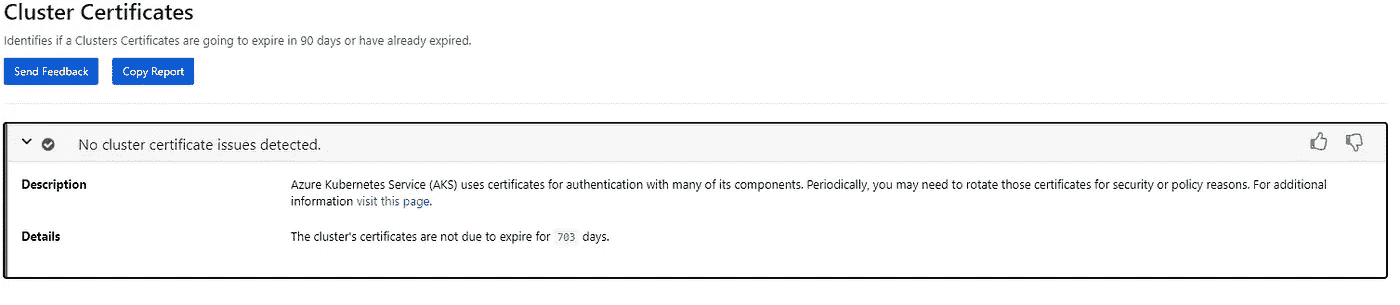 Cluster Certificates
Identifies if a Clusters Certificates are going to expire in 90 days or have already expired.
Send Feedback Copy Report
No cluster certificate issues detected.
Description Azure Kubernetes Service (AKS) uses certificates for authentication with many of its components. Periodically, you may need to rotate those certificates for security or policy reasons. For additional
information visit this page.
Details The cluster's certificates are not due to expire for 703 days.